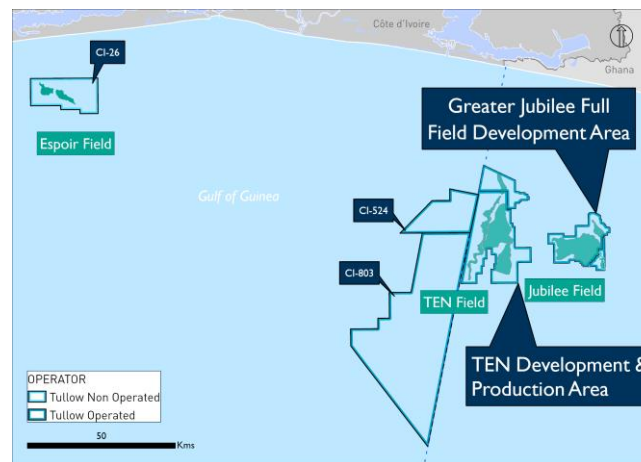 Côte d'Ivoire
CI-26
Ghana
Greater Jubilee Full
Field Development Area
Espoir Field
Gulf of Guinea
CI-524
CI-803
TEN Field
Jubilee Field
TEN Development &
Production Area
OPERATOR
Tullow Non Operated
Tullow Operated
50
Kms